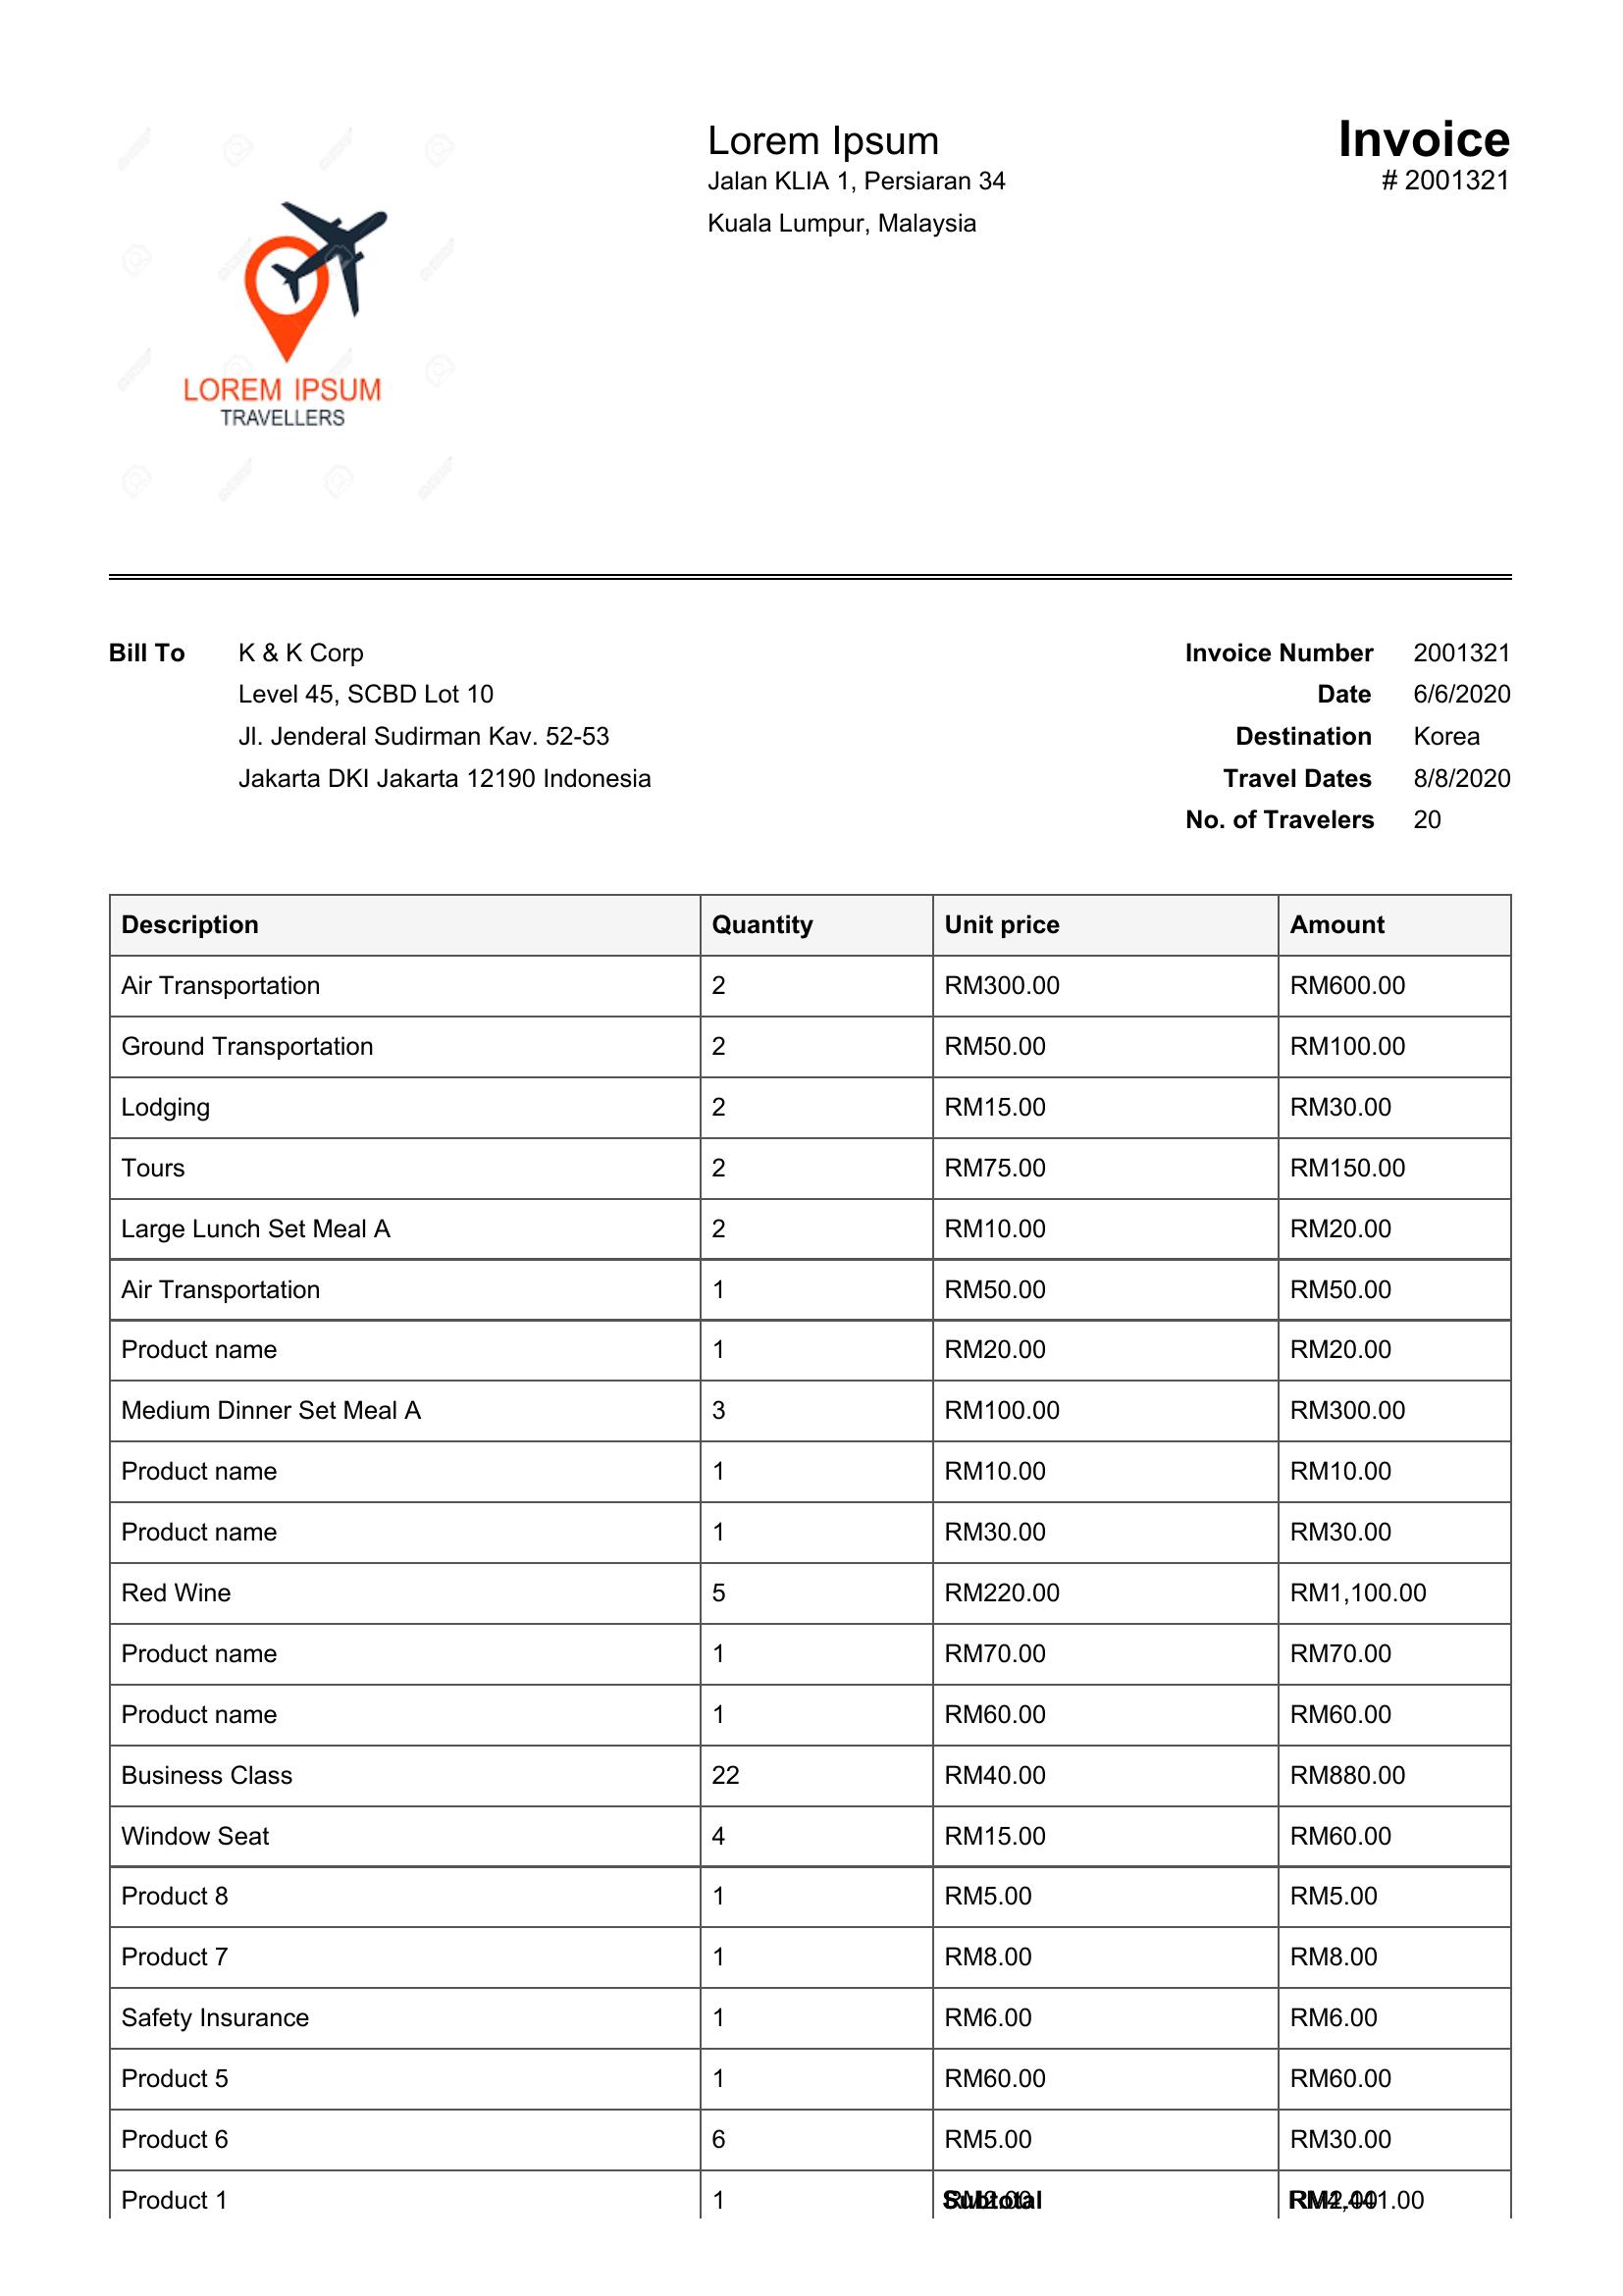 Lorem Ipsum
Jalan KLIA 1, Persiaran 34
Kuala Lumpur, Malaysia
Invoice
# 2001321
LOREM IPSUM
TRAVELLERS
Bill To K & K Corp
Level 45, SCBD Lot 10
Jl. Jenderal Sudirman Kav. 52-53
Jakarta DKI Jakarta 12190 Indonesia
Invoice Number 2001321
Date 6/6/2020
Destination Korea
Travel Dates 8/8/2020
No. of Travelers 20
Description Quantity Unit price Amount
Air Transportation 2 RM300.00 RM600.00
Ground Transportation 2 RM50.00 RM100.00
Lodging 2 RM15.00 RM30.00
Tours 2 RM75.00 RM150.00
Large Lunch Set Meal A 2 RM10.00 RM20.00
Air Transportation 1 RM50.00 RM50.00
Product name 1 RM20.00 RM20.00
Medium Dinner Set Meal A 3 RM100.00 RM300.00
Product name 1 RM10.00 RM10.00
Product name 1 RM30.00 RM30.00
Red Wine 5 RM220.00 RM1,100.00
Product name 1 RM70.00 RM70.00
Product name 1 RM60.00 RM60.00
Business Class 22 RM40.00 RM880.00
Window Seat 4 RM15.00 RM60.00
Product 8 1 RM5.00 RM5.00
Product 7 1 RM8.00 RM8.00
Safety Insurance 1 RM6.00 RM6.00
Product 5 1 RM60.00 RM60.00
Product 6 6 RM5.00 RM30.00
Product 1 1 Subtotal